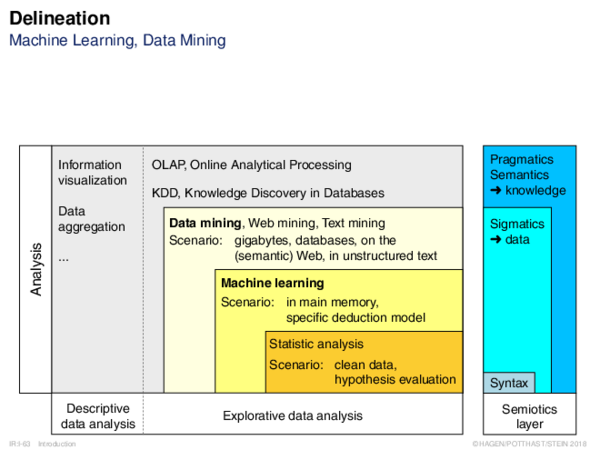 Delineation
Machine Learning, Data Mining
Analysis
Information
visualization
Data
aggregation
...
OLAP, Online Analytical Processing
KDD, Knowledge Discovery in Databases
Data mining, Web mining, Text mining
Scenario: gigabytes, databases, on the
(semantic) Web, in unstructured text
Machine learning
Scenario: in main memory,
specific deduction model
Statistic analysis
Scenario: clean data,
hypothesis evaluation
Pragmatics
Semantics
➜ knowledge
Sigmatics
➜ data
Syntax
Descriptive
data analysis
Explorative data analysis
Semiotics
layer
IR:I-63 Introduction
©HAGEN/POTTHAST/STEIN 2018